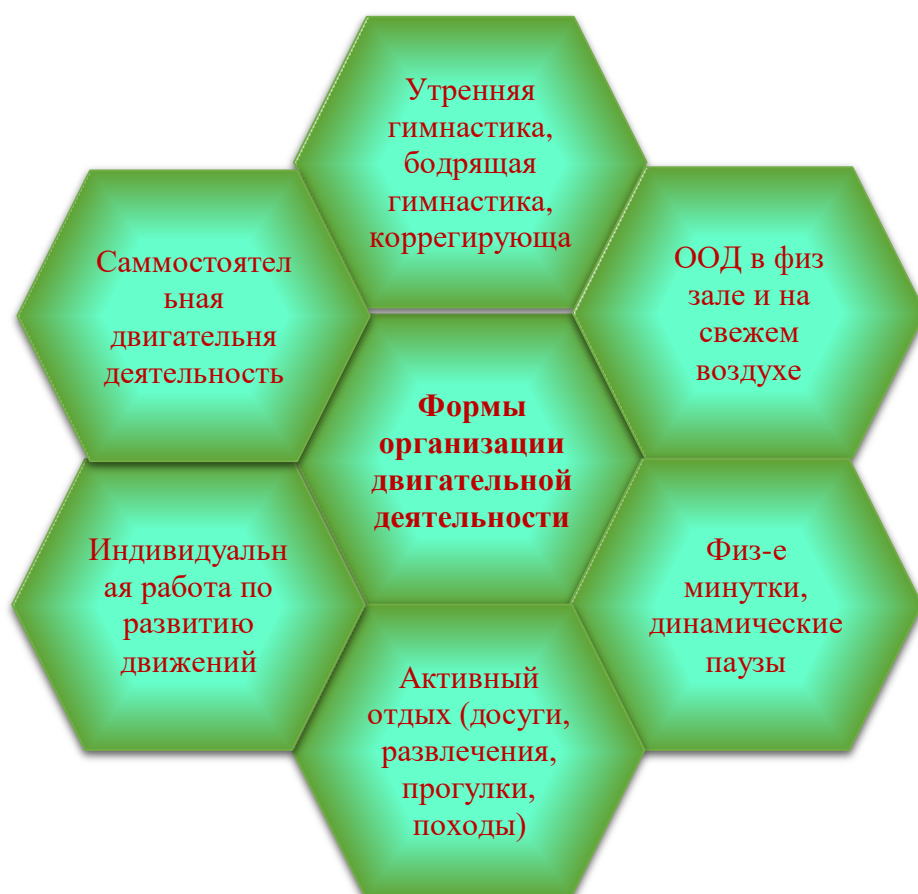 Утренняя
гимнастика,
бодрящая
гимнастика,
коррегирующа
ООД в физ
зале и на
свежем
воздухе
Физ-е
минутки,
динамические
паузы
Активный
отдых (досуги,
развлечения,
прогулки,
походы)
Индивидуальн
ая работа по
развитию
движений
Саммостоятел
ьная
двигательня
деятельность
Формы
организации
двигательной
деятельности